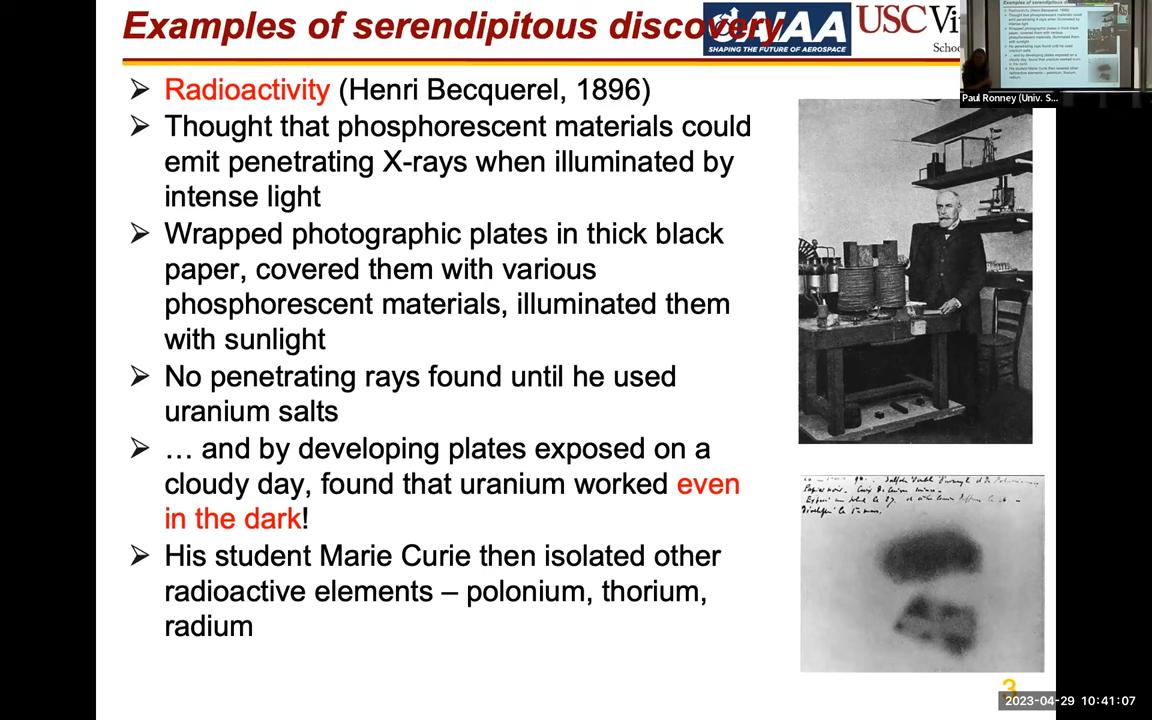 Examples of serendipitous discovery
AIAA
SHAPING THE FUTURE OF AEROSPACE
USC Vit
Schoo
Paul Ronney (Univ. S...
➢ Radioactivity (Henri Becquerel, 1896)
➢ Thought that phosphorescent materials could
emit penetrating X-rays when illuminated by
intense light
➢ Wrapped photographic plates in thick black
paper, covered them with various
phosphorescent materials, illuminated them
with sunlight
➢ No penetrating rays found until he used
uranium salts
➢ … and by developing plates exposed on a
cloudy day, found that uranium worked even
in the dark!
➢ His student Marie Curie then isolated other
radioactive elements – polonium, thorium,
radium
3
2023-04-29 10:41:07